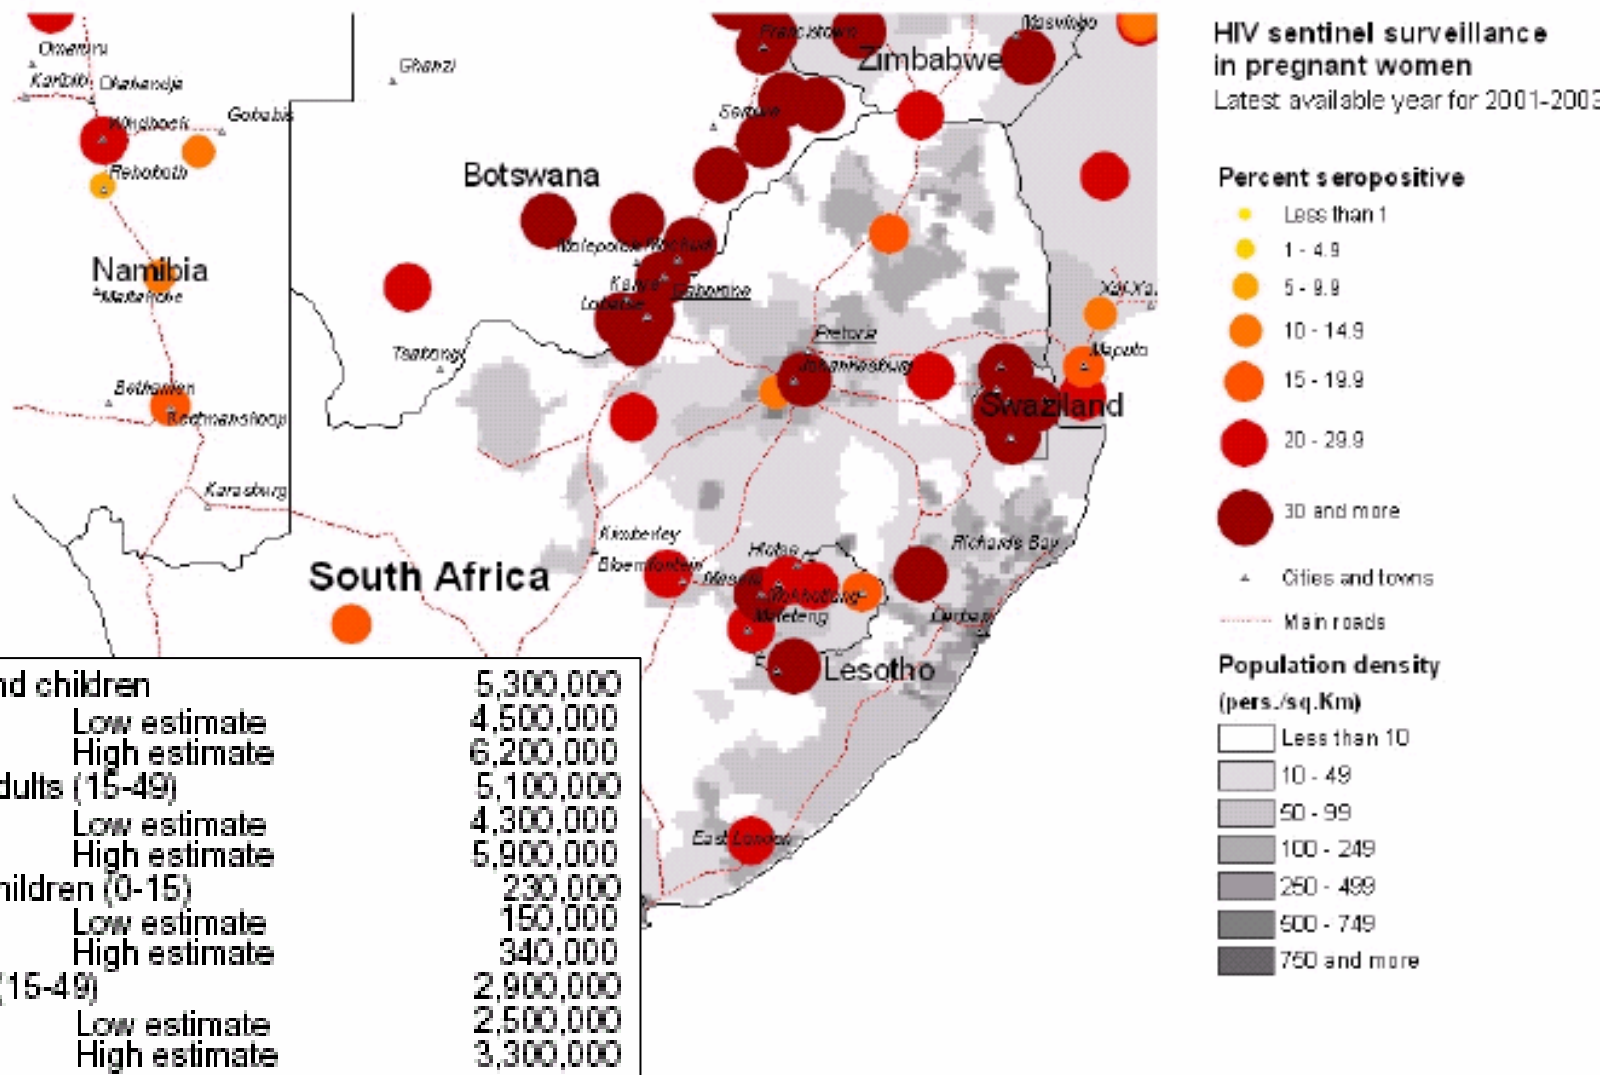 HIV sentinel surveillance
in pregnant women
Latest available year for 2001-2003
Percent seropositive
Less than 1
1 - 4.9
5 - 9.9
10 - 14.9
15 - 19.9
20 - 29.9
30 and more
Cities and towns
Main roads
Population density
(pers./sq.Km)
Less than 10
10 - 49
50 - 99
100 - 249
250 - 499
500 - 749
750 and more
Omaruru
Karibib
Okahandja
Windhoek
Gobabis
Rehoboth
Namibia
Maltahohe
Bethanien
Keetmanshoop
Karasburg
Ghanzi
Botswana
Serowe
Francistown
Zimbabwe
Masvingo
Molepolole
Mochudi
Kanye
Gaborone
Lobatse
Tsabong
Pretoria
Johannesburg
Xai-Xa
Maputo
Swaziland
Kimberley
Bloemfontein
Hlotse
Maseru
Mokhotlong
Mafeteng
Lesotho
Richards Bay
Durban
South Africa
East London
nd children 5,300,000
Low estimate 4,500,000
High estimate 6,200,000
dults (15-49) 5,100,000
Low estimate 4,300,000
High estimate 5,900,000
hildren (0-15) 230,000
Low estimate 150,000
High estimate 340,000
(15-49) 2,900,000
Low estimate 2,500,000
High estimate 3,300,000